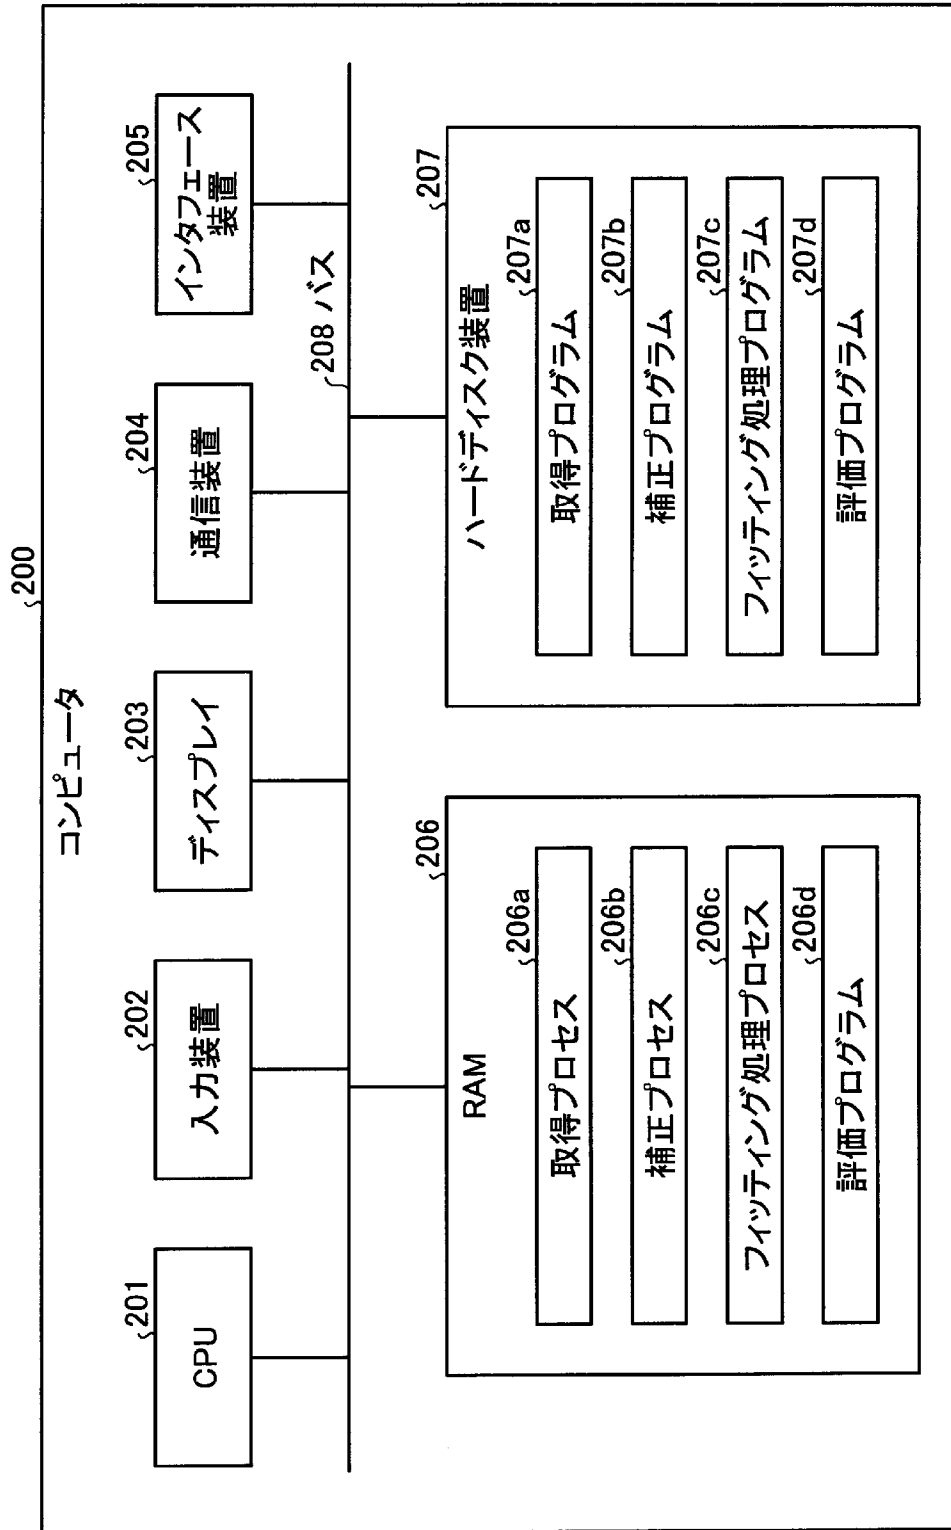 200
コンピュータ
201
CPU
202
入力装置
203
ディスプレイ
204
通信装置
205
インタフェース
装置
208 バス
206
RAM
206a
取得プロセス
206b
補正プロセス
206c
フィッティング処理プロセス
206d
評価プログラム
207
ハードディスク装置
207a
取得プログラム
207b
補正プログラム
207c
フィッティング処理プログラム
207d
評価プログラム